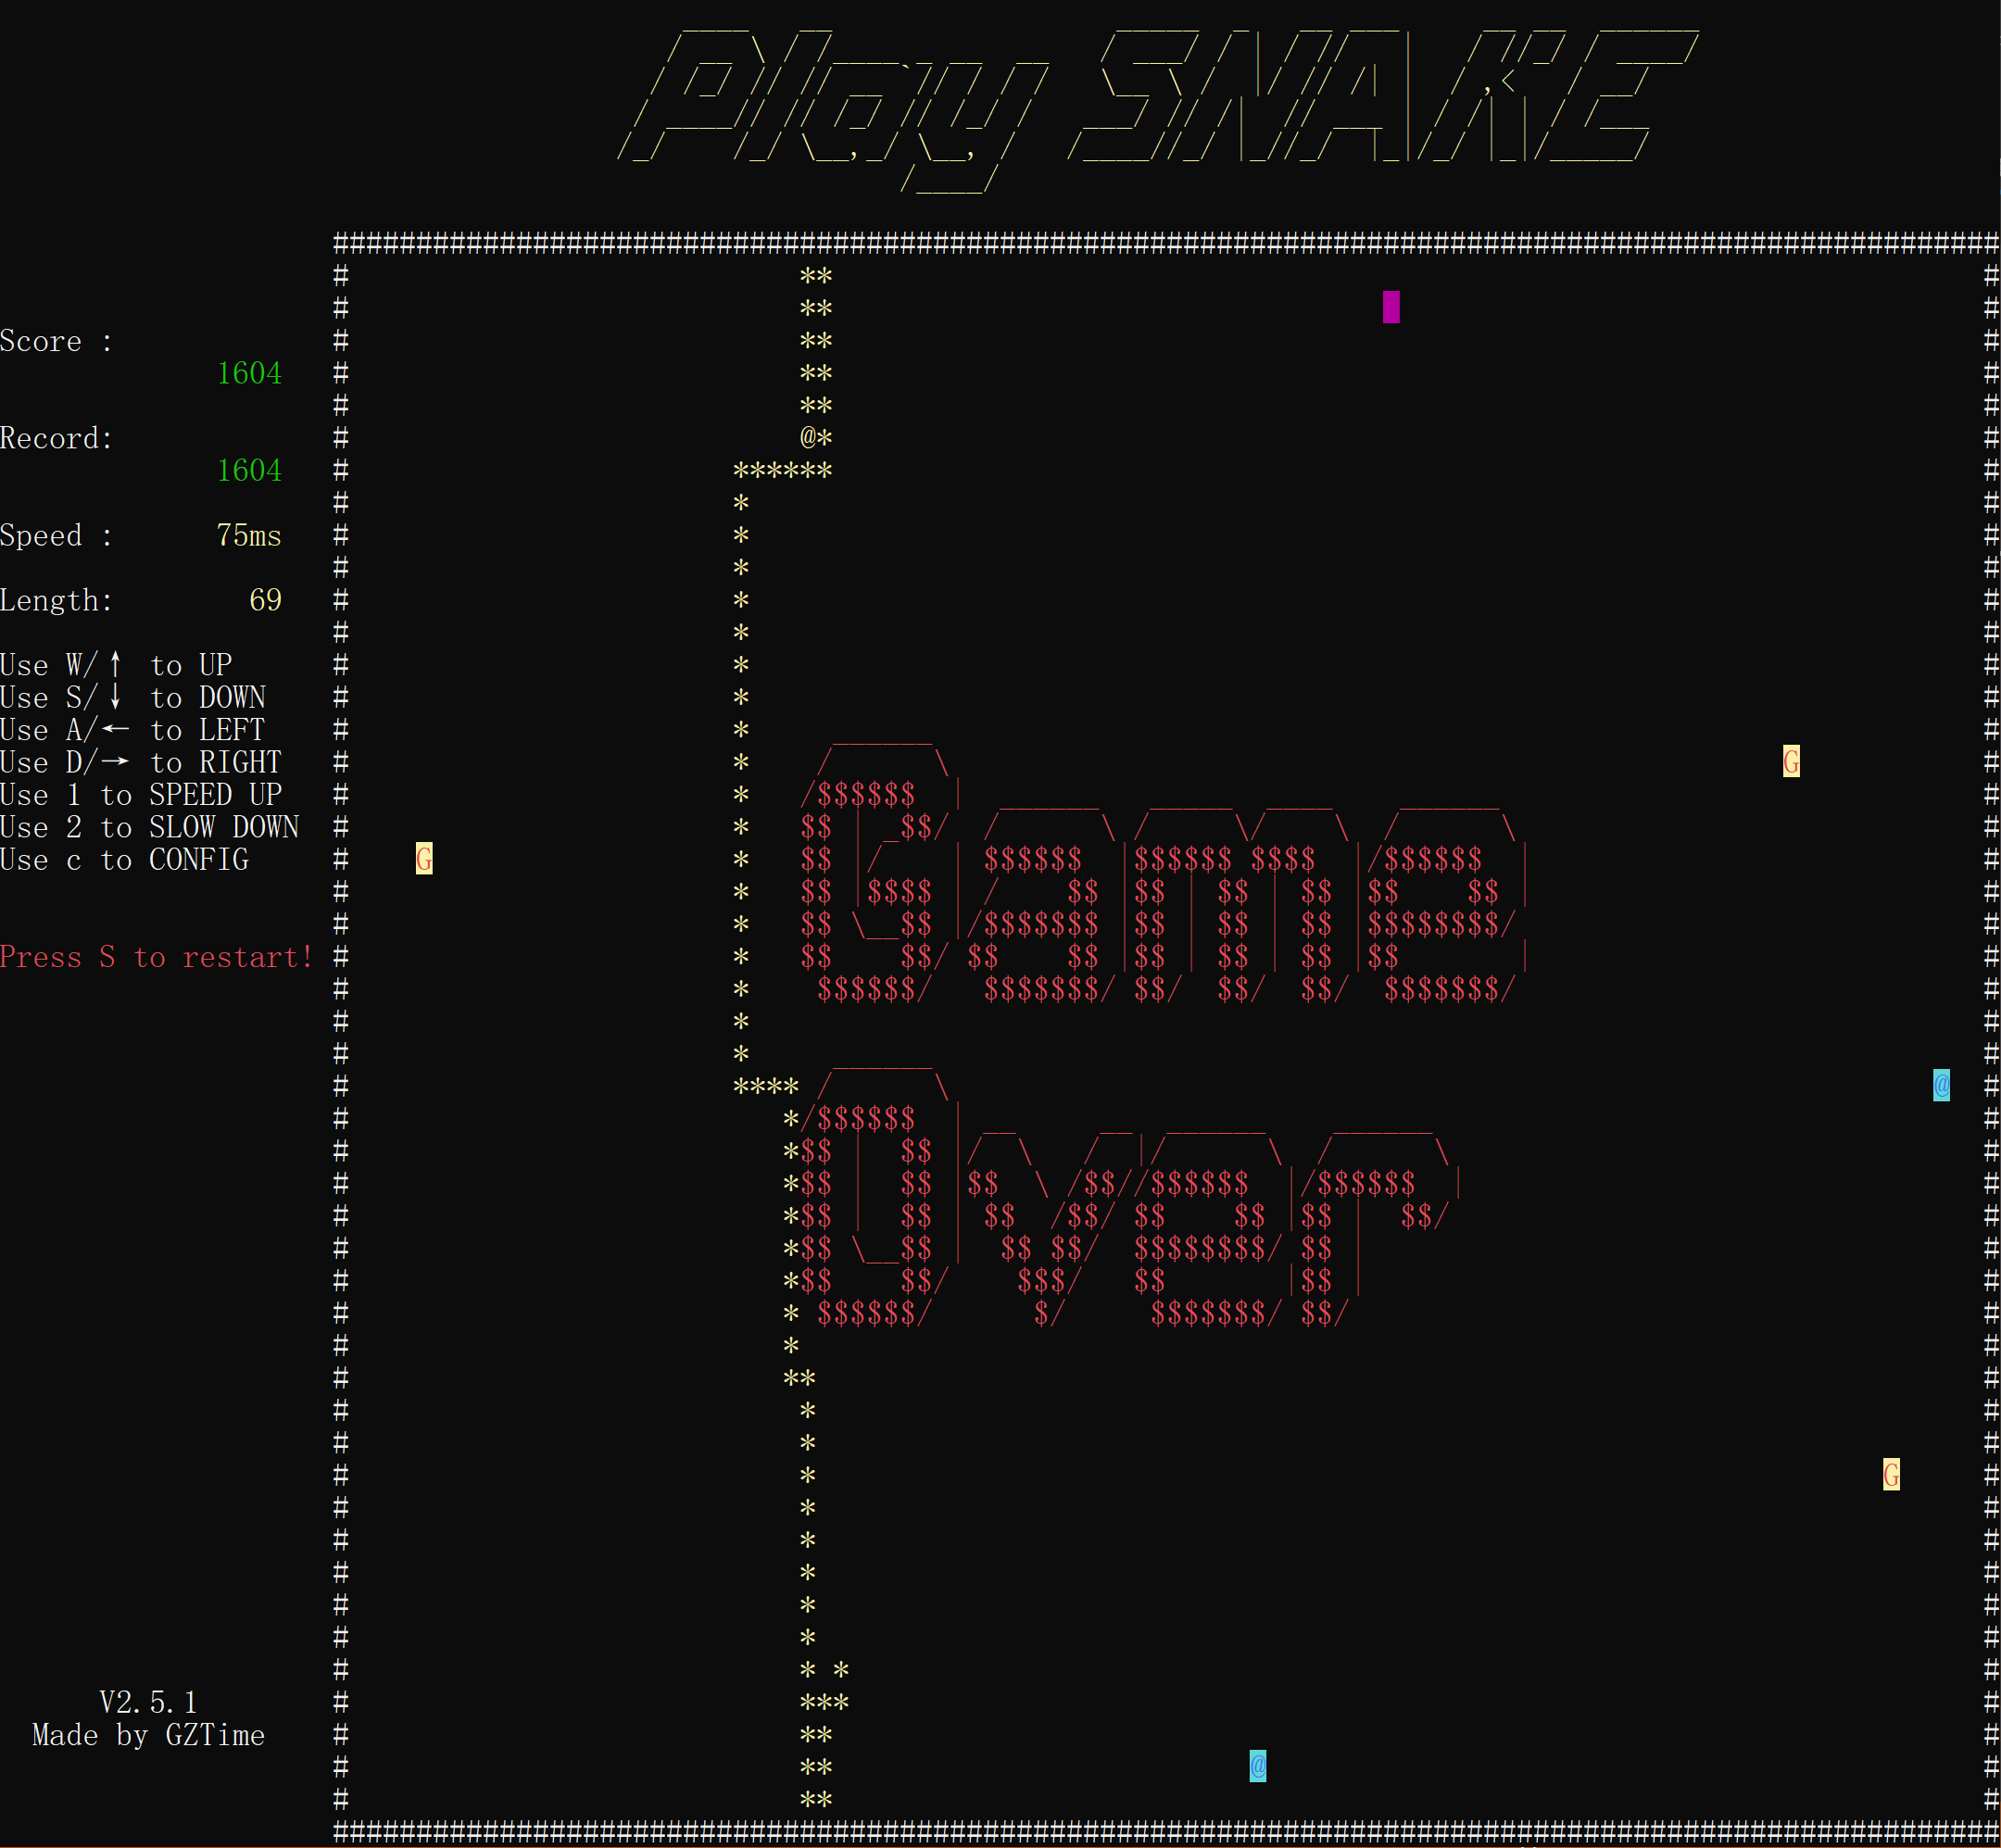 Play SNAKE
Score :
1604
Record:
1604
Speed : 75ms
Length: 69
Use W/↑ to UP
Use S/↓ to DOWN
Use A/← to LEFT
Use D/→ to RIGHT
Use 1 to SPEED UP
Use 2 to SLOW DOWN
Use c to CONFIG
Press S to restart!
Game
Over
G
G
@
G
@
V2.5.1
Made by GZTime